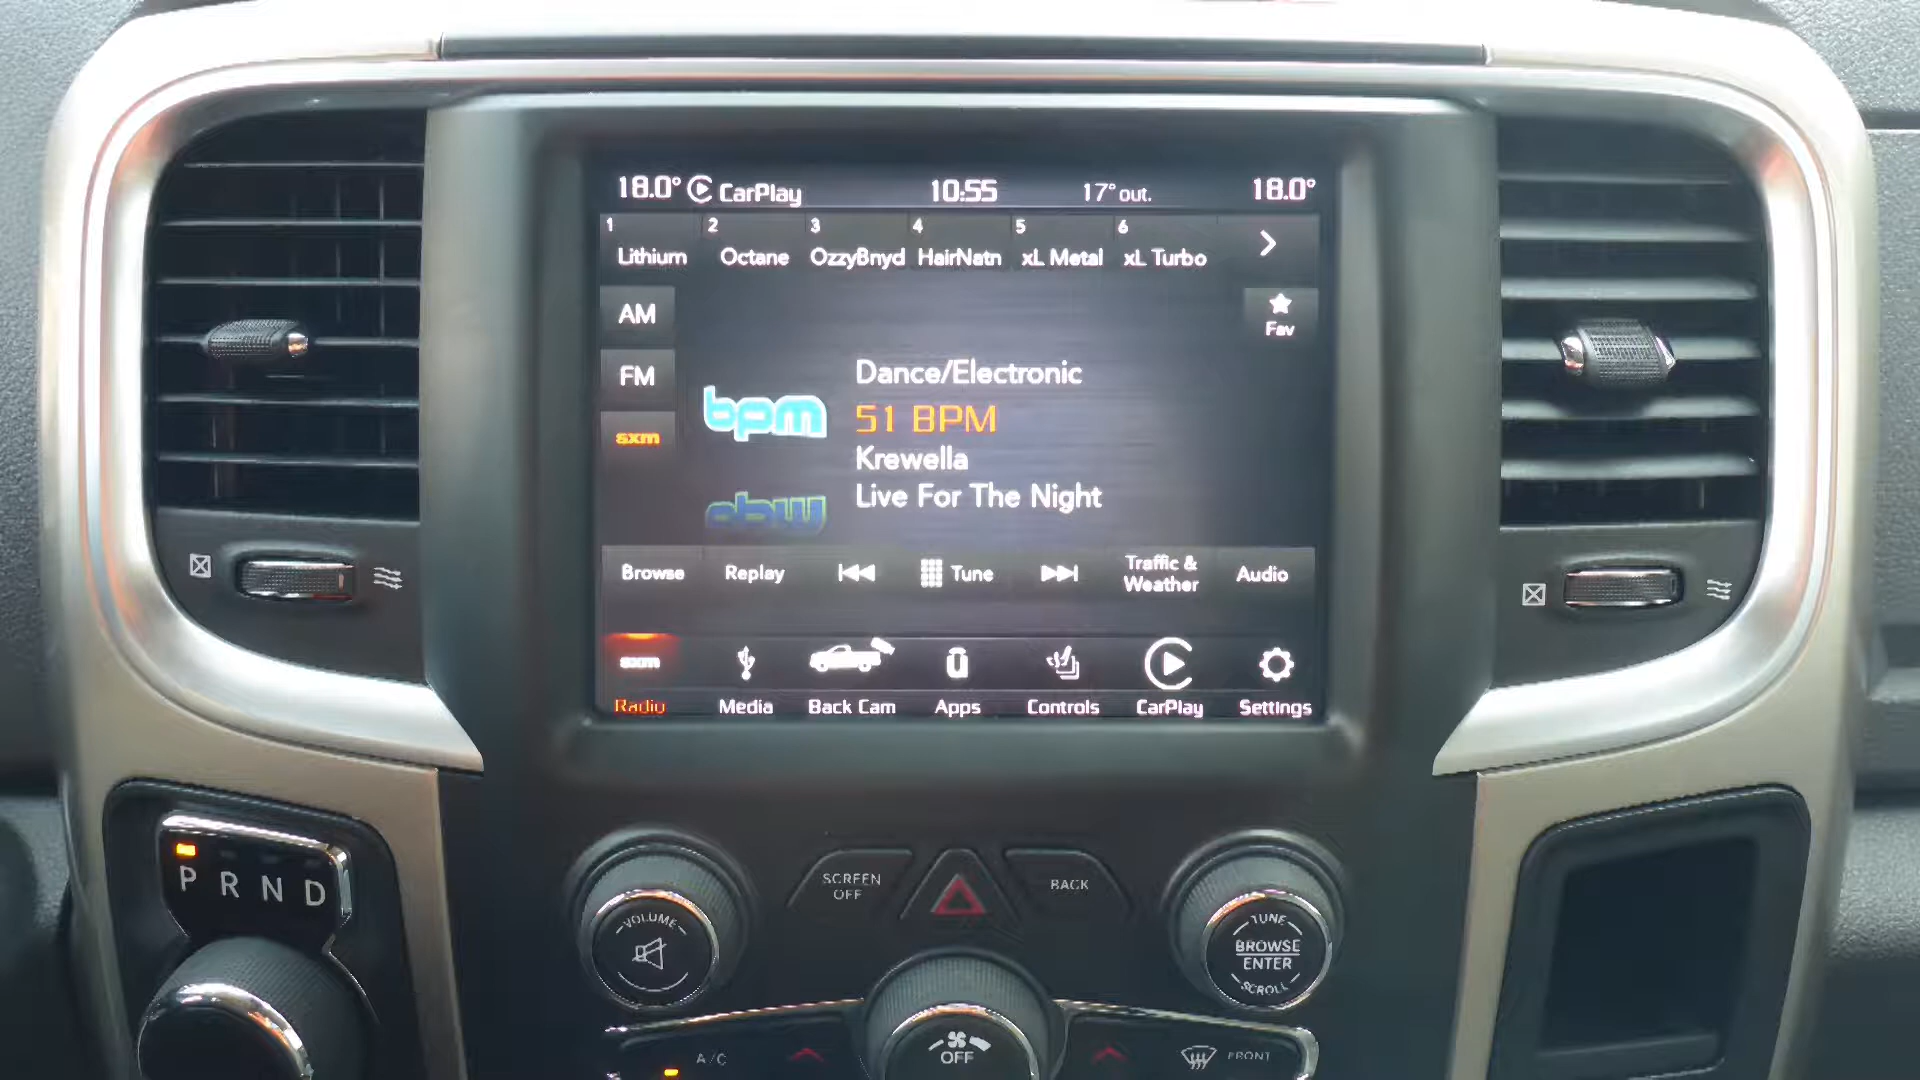 18.0° CarPlay 10:55 17° out. 18.0°
1 2 3 4 5 6
Lithium Octane OzzyBnyd HairNatn xL Metal xL Turbo
AM
Fav
FM
Dance/Electronic
bpm
51 BPM
sxm
Krewella
Live For The Night
Browse Replay Tune Traffic & Weather Audio
sxm
Radio Media Back Cam Apps Controls CarPlay Settings
P R N D
SCREEN OFF
BACK
VOLUME
TUNE
BROWSE
ENTER
SCROLL
OFF
A/C
FRONT